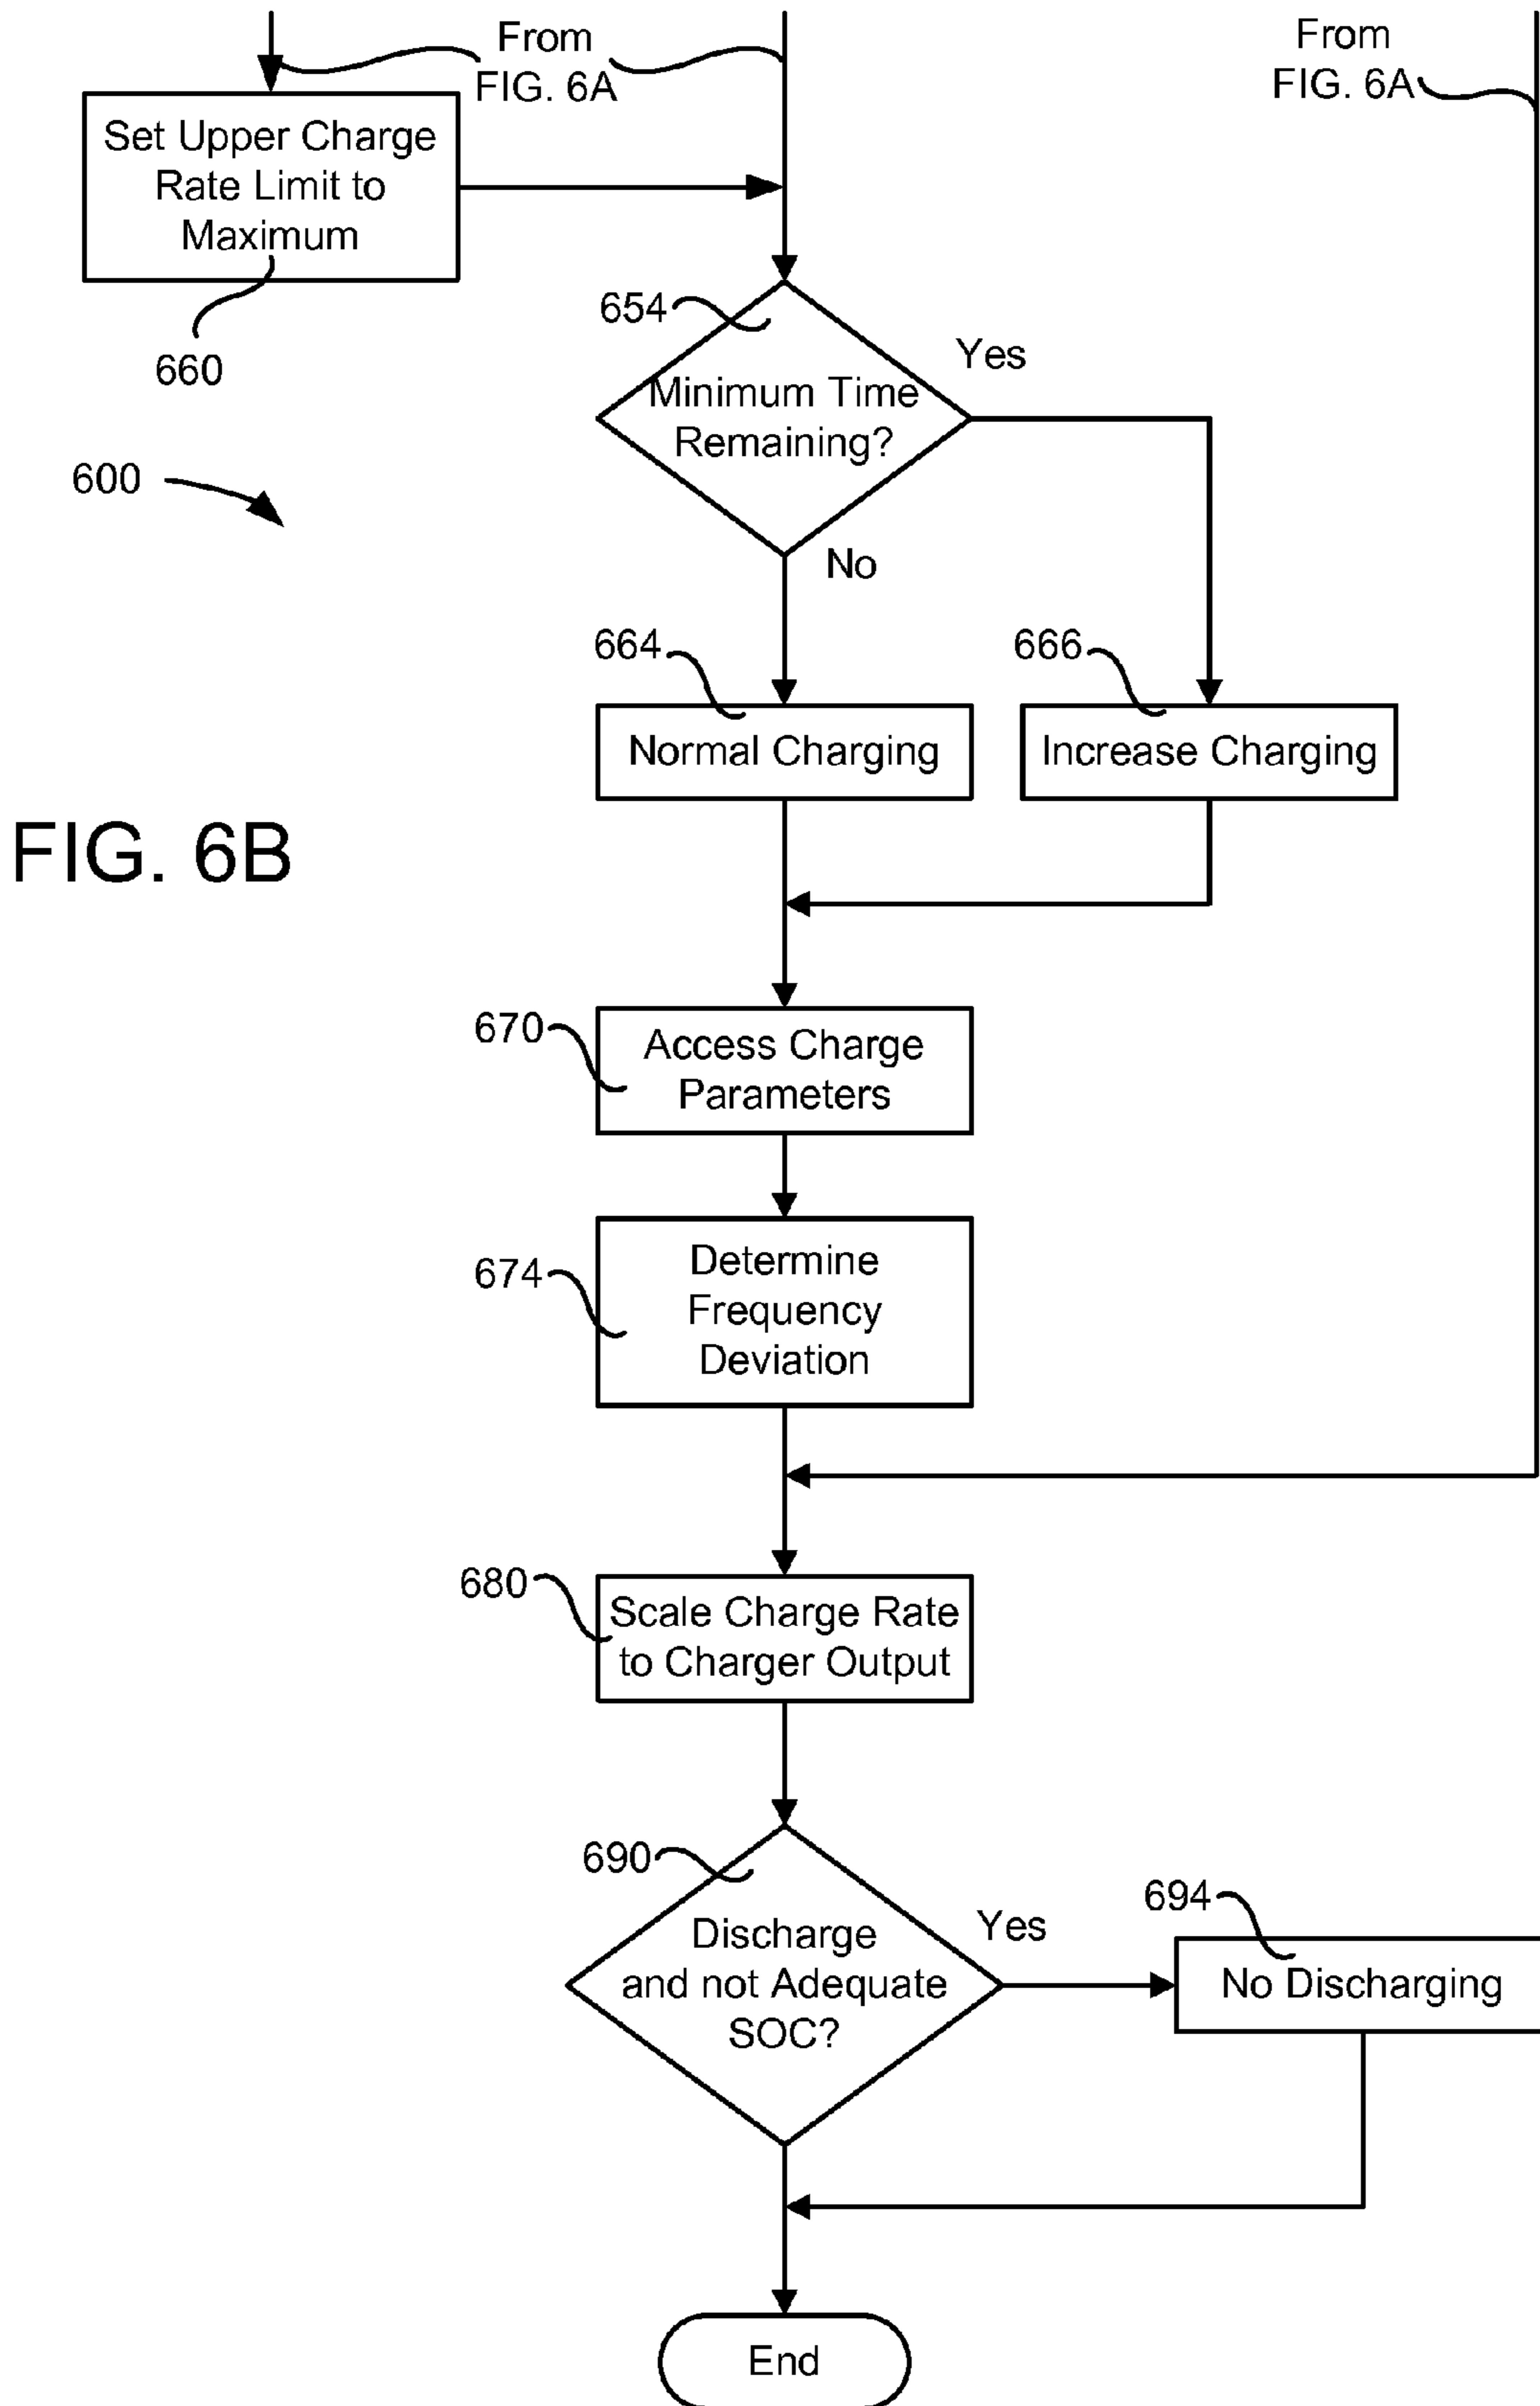 From
FIG. 6A
From
FIG. 6A
Set Upper Charge
Rate Limit to
Maximum
660
654
Yes
Minimum Time
Remaining?
600
No
664
666
Normal Charging
Increase Charging
FIG. 6B
670
Access Charge
Parameters
674
Determine
Frequency
Deviation
680
Scale Charge Rate
to Charger Output
690
694
Yes
Discharge
and not Adequate
SOC?
No Discharging
End